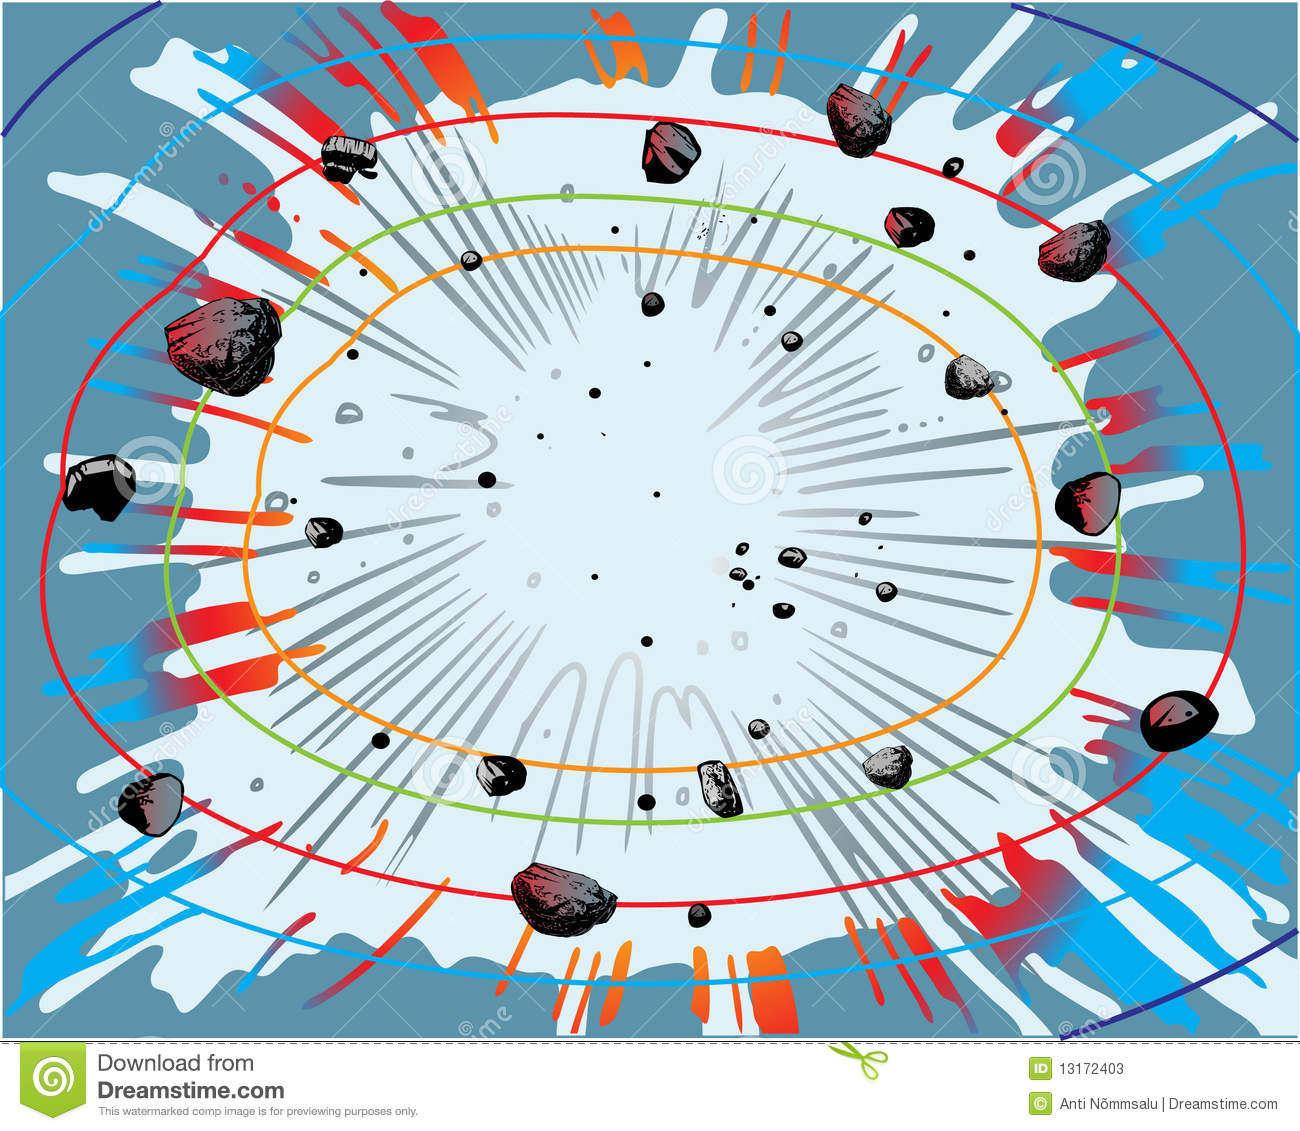 Download from
Dreamstime.com
This watermarked comp image is for previewing purposes only.
ID 13172403
© Anti Nõmmsalu | Dreamstime.com